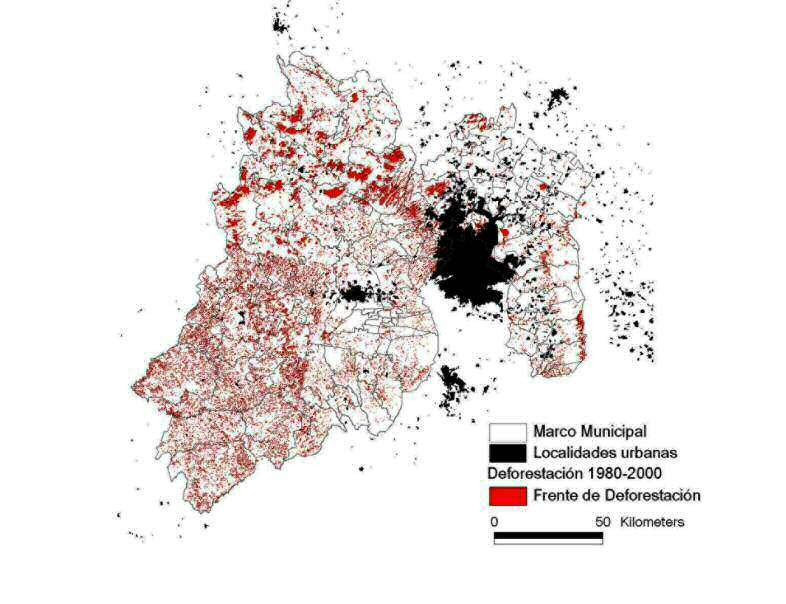 Marco Municipal
Localidades urbanas
Deforestación 1980-2000
Frente de Deforestación
0 50 Kilometers